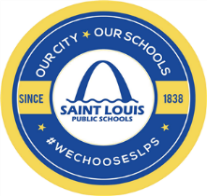 OUR CITY ★ OUR SCHOOLS
SINCE 1838
SAINT LOUIS
PUBLIC SCHOOLS
#WECHOOSESLPS